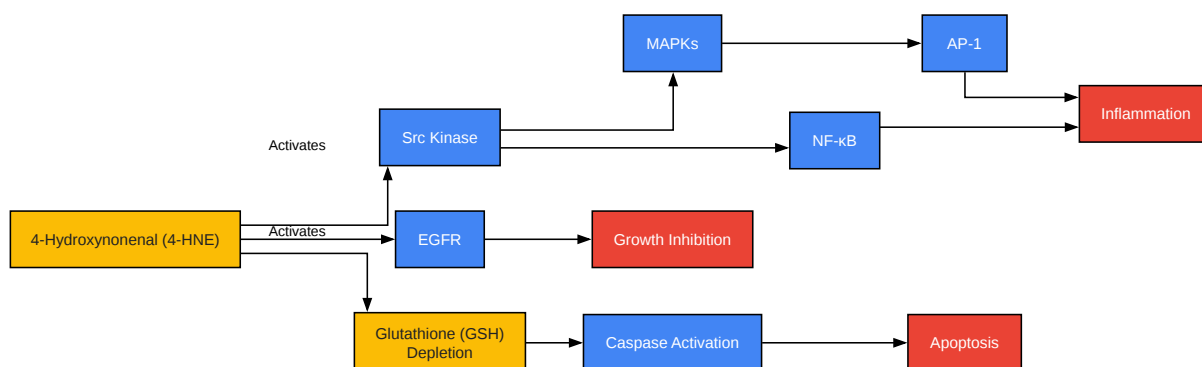 MAPKs
AP-1
Inflammation
Src Kinase
NF-κB
Activates
4-Hydroxynonenal (4-HNE)
Activates
EGFR
Growth Inhibition
Glutathione (GSH)
Depletion
Caspase Activation
Apoptosis